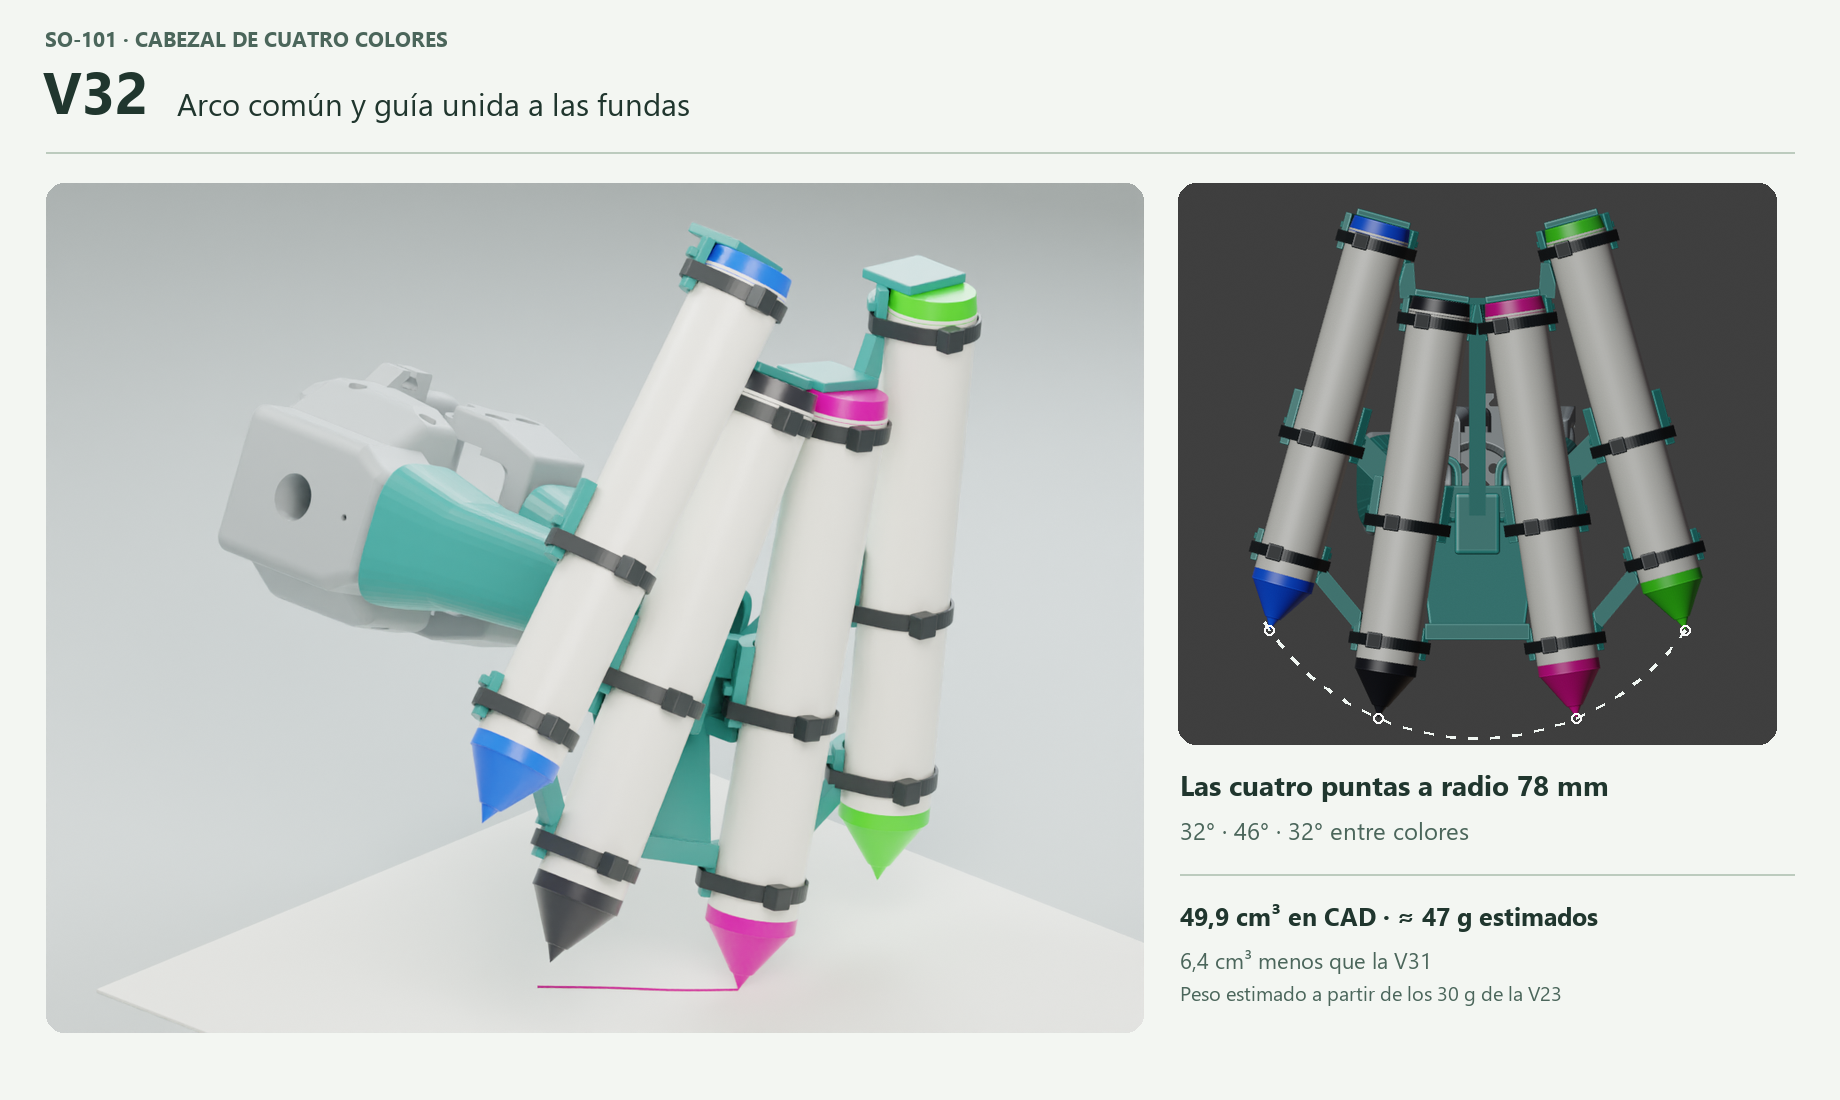 SO-101 · CABEZAL DE CUATRO COLORES
V32 Arco común y guía unida a las fundas
Las cuatro puntas a radio 78 mm
32° · 46° · 32° entre colores
49,9 cm³ en CAD · ≈ 47 g estimados
6,4 cm³ menos que la V31
Peso estimado a partir de los 30 g de la V23